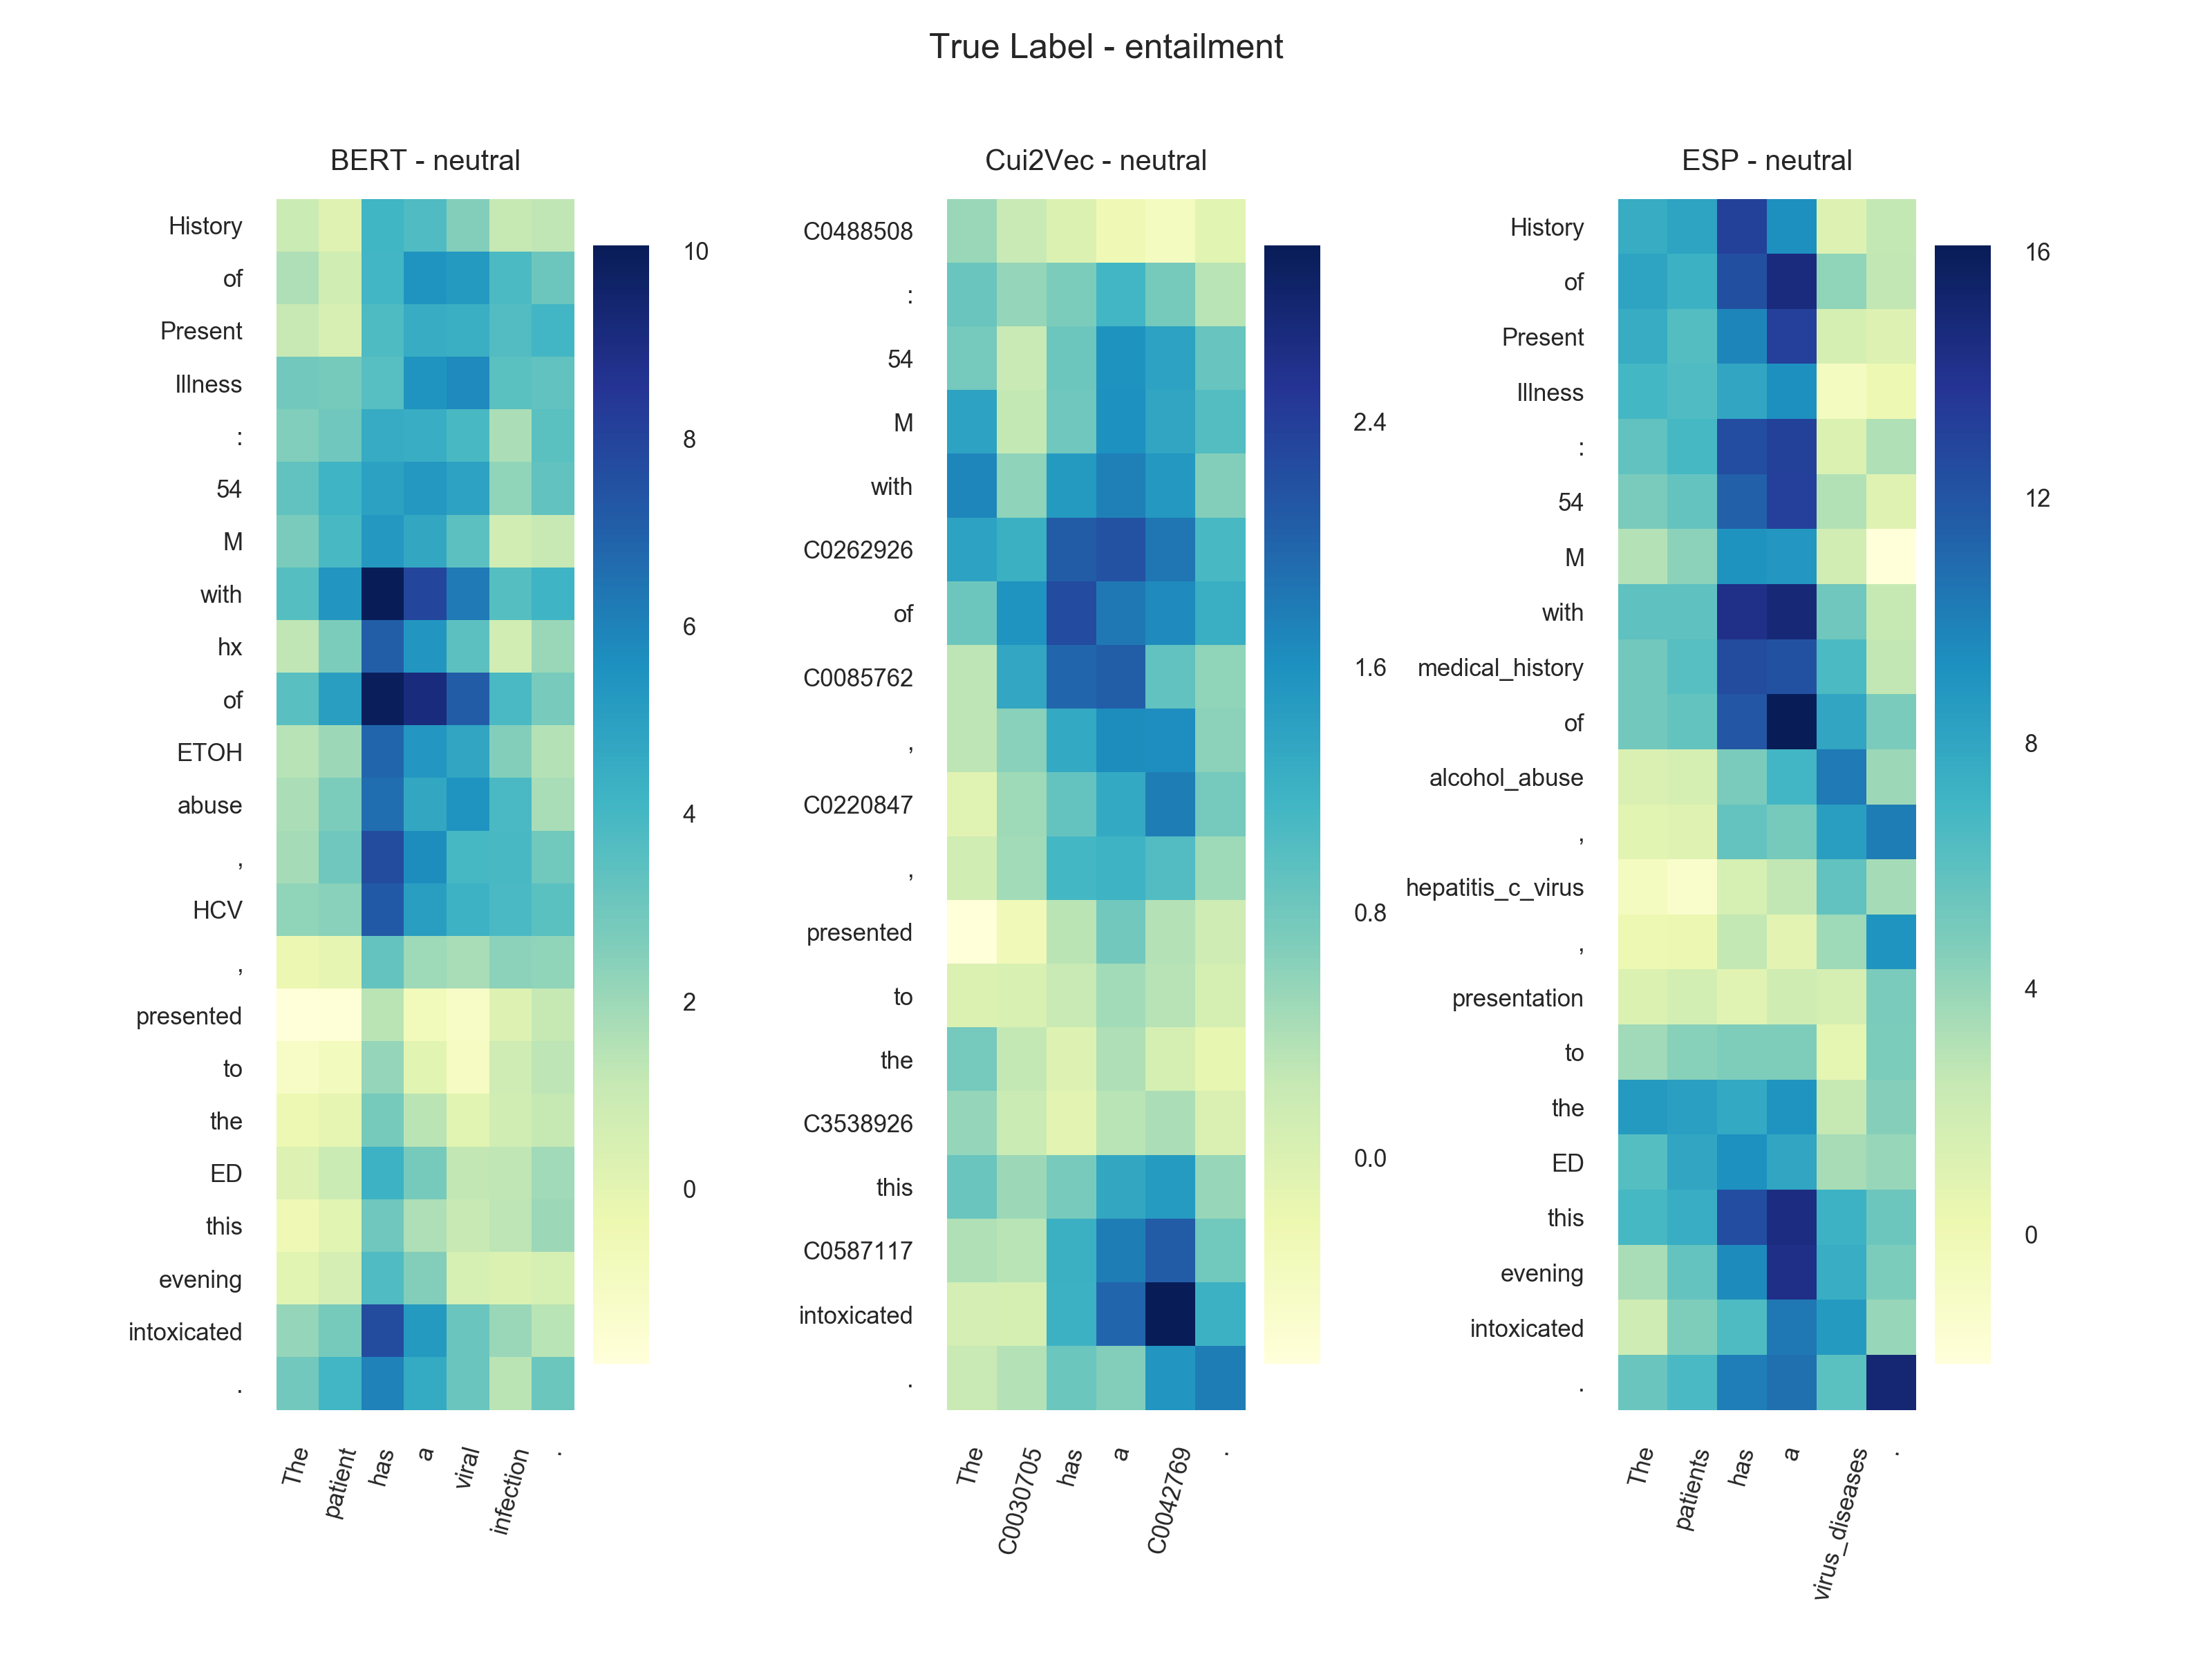 True Label - entailment
BERT - neutral
History
of
Present
Illness
:
54
M
with
hx
of
ETOH
abuse
,
HCV
,
presented
to
the
ED
this
evening
intoxicated
.
The
patient
has
a
viral
infection
.
10
8
6
4
2
0
Cui2Vec - neutral
C0488508
:
54
M
with
C0262926
of
C0085762
,
C0220847
,
presented
to
the
C3538926
this
C0587117
intoxicated
.
The
C0030705
has
a
C0042769
.
2.4
1.6
0.8
0.0
ESP - neutral
History
of
Present
Illness
:
54
M
with
medical_history
of
alcohol_abuse
,
hepatitis_c_virus
,
presentation
to
the
ED
this
evening
intoxicated
.
The
patients
has
a
virus_diseases
.
16
12
8
4
0